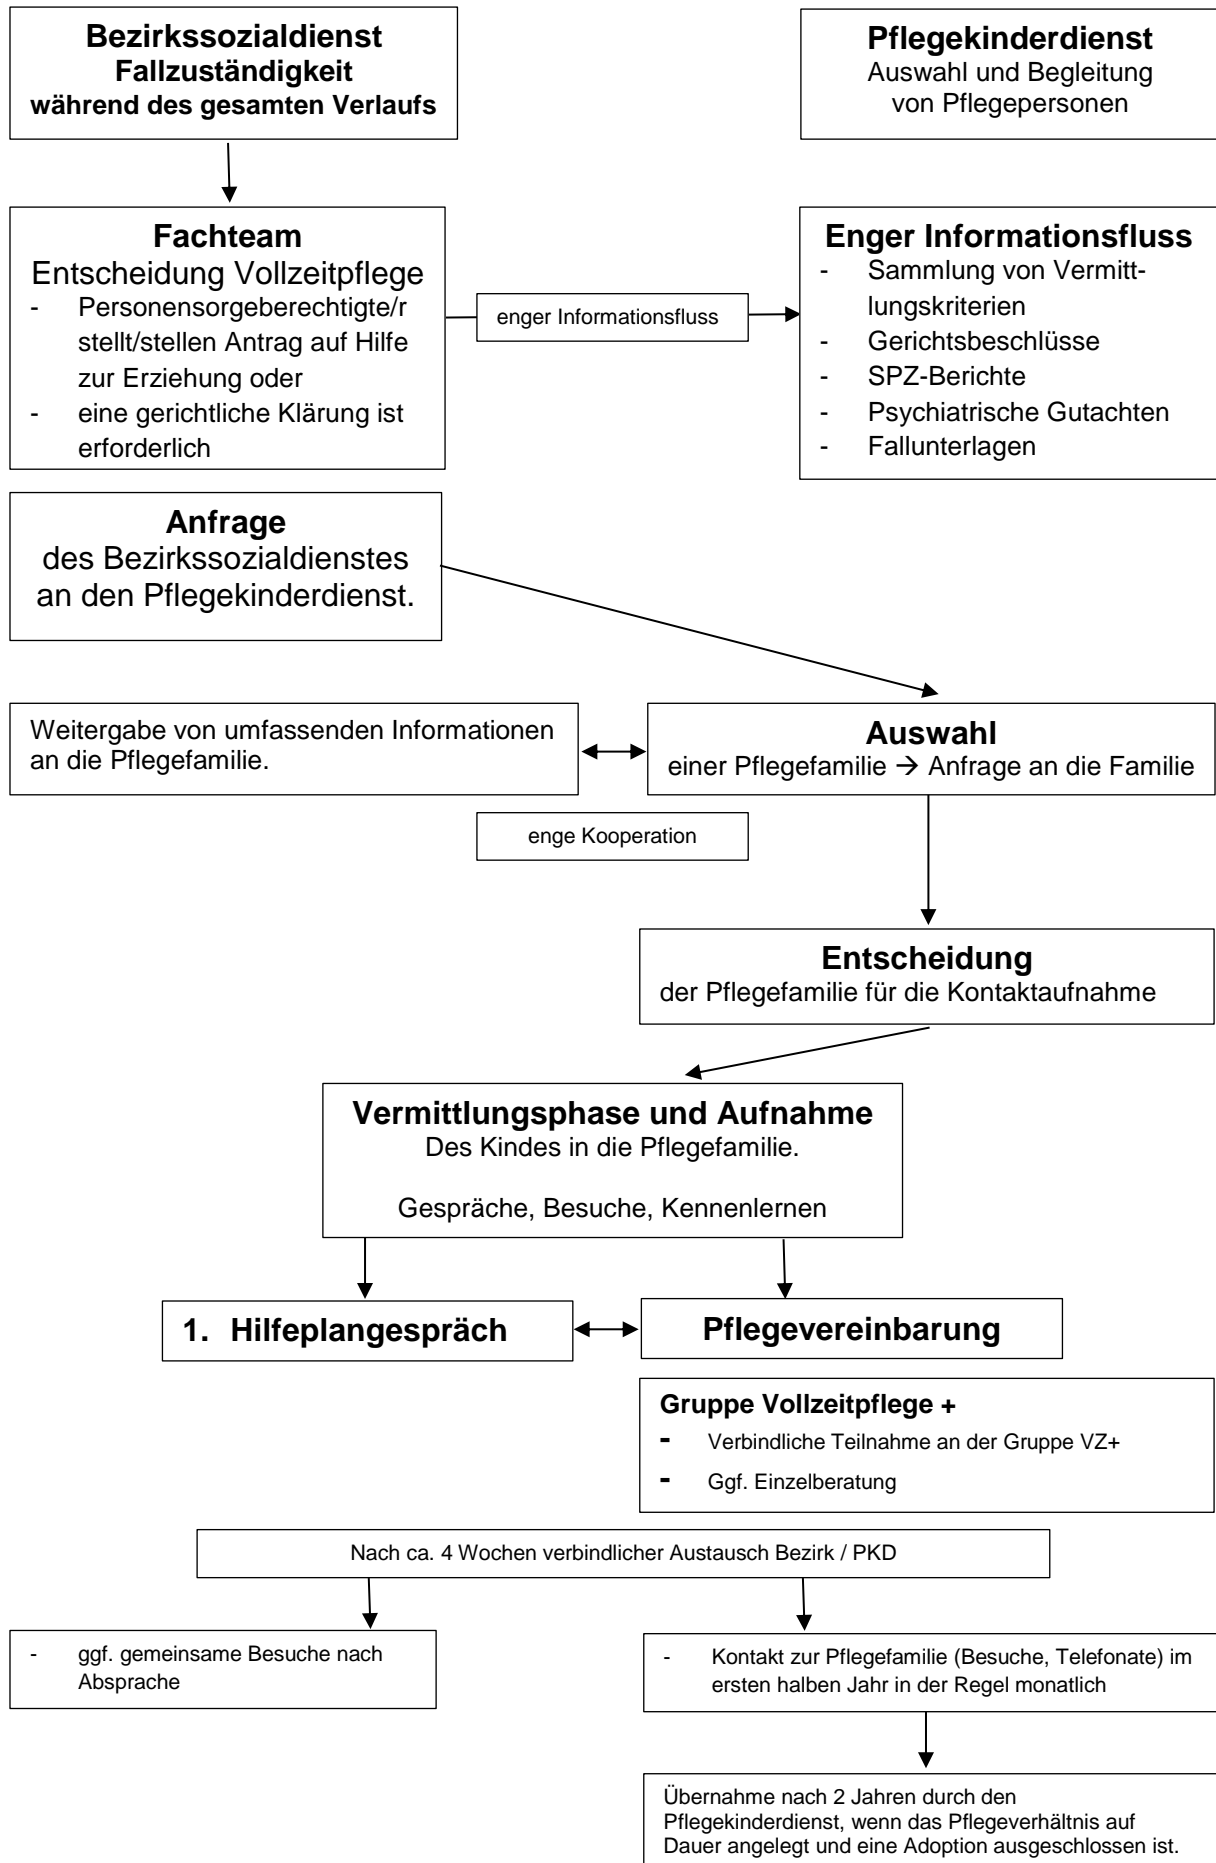 Bezirkssozialdienst
Fallzuständigkeit
während des gesamten Verlaufs
Pflegekinderdienst
Auswahl und Begleitung
von Pflegepersonen
Fachteam
Entscheidung Vollzeitpflege
- Personensorgeberechtigte/r
stellt/stellen Antrag auf Hilfe
zur Erziehung oder
- eine gerichtliche Klärung ist
erforderlich
enger Informationsfluss
Enger Informationsfluss
- Sammlung von Vermitt-
lungskriterien
- Gerichtsbeschlüsse
- SPZ-Berichte
- Psychiatrische Gutachten
- Fallunterlagen
Anfrage
des Bezirkssozialdienstes
an den Pflegekinderdienst.
Weitergabe von umfassenden Informationen
an die Pflegefamilie.
Auswahl
einer Pflegefamilie → Anfrage an die Familie
enge Kooperation
Entscheidung
der Pflegefamilie für die Kontaktaufnahme
Vermittlungsphase und Aufnahme
Des Kindes in die Pflegefamilie.
Gespräche, Besuche, Kennenlernen
1. Hilfeplangespräch
Pflegevereinbarung
Gruppe Vollzeitpflege +
- Verbindliche Teilnahme an der Gruppe VZ+
- Ggf. Einzelberatung
Nach ca. 4 Wochen verbindlicher Austausch Bezirk / PKD
- ggf. gemeinsame Besuche nach
Absprache
- Kontakt zur Pflegefamilie (Besuche, Telefonate) im
ersten halben Jahr in der Regel monatlich
Übernahme nach 2 Jahren durch den
Pflegekinderdienst, wenn das Pflegeverhältnis auf
Dauer angelegt und eine Adoption ausgeschlossen ist.